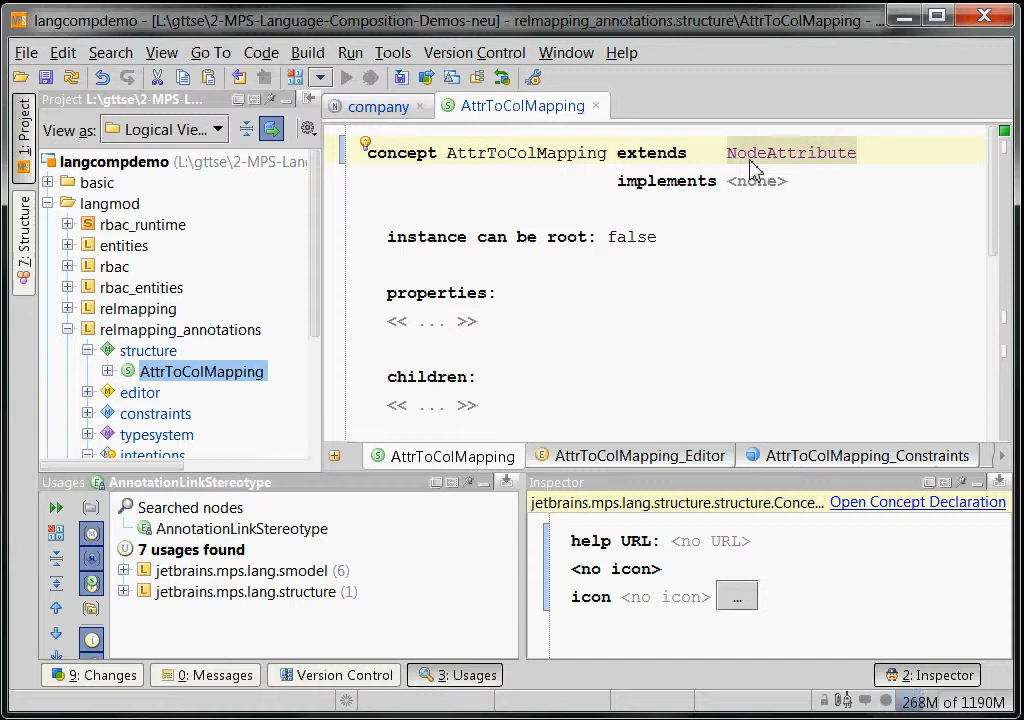 langcompdemo - [L:\gttse\2-MPS-Language-Composition-Demos-neu] - relmapping_annotations.structure\AttrToColMapping - ...
File Edit Search View Go To Code Build Run Tools Version Control Window Help
Project L:\gttse\2-MPS-L...
company AttrToColMapping
1: Project
7: Structure
View as: Logical Vie...
langcompdemo (L:\gttse\2-MPS-Lan
basic
langmod
rbac_runtime
entities
rbac
rbac_entities
relmapping
relmapping_annotations
structure
AttrToColMapping
editor
constraints
typesystem
intentions
concept AttrToColMapping extends NodeAttribute
implements <none>
instance can be root: false
properties:
<< ... >>
children:
<< ... >>
AttrToColMapping AttrToColMapping_Editor AttrToColMapping_Constraints
Usages AnnotationLinkStereotype
Searched nodes
AnnotationLinkStereotype
7 usages found
jetbrains.mps.lang.smodel (6)
jetbrains.mps.lang.structure (1)
Inspector
jetbrains.mps.lang.structure.structure.Conce... Open Concept Declaration
help URL: <no URL>
<no icon>
icon <no icon> ...
9: Changes 0: Messages Version Control 3: Usages 2: Inspector
268M of 1190M